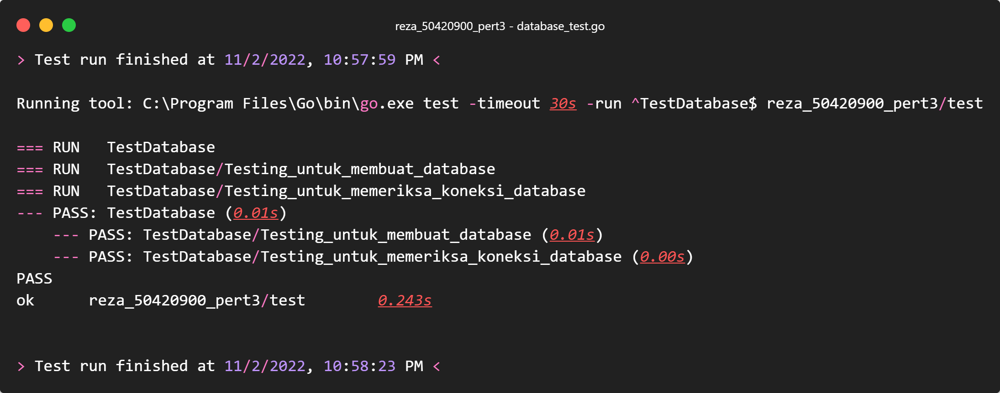 reza_50420900_pert3 - database_test.go
> Test run finished at 11/2/2022, 10:57:59 PM <
Running tool: C:\Program Files\Go\bin\go.exe test -timeout 30s -run ^TestDatabase$ reza_50420900_pert3/test
=== RUN   TestDatabase
=== RUN   TestDatabase/Testing_untuk_membuat_database
=== RUN   TestDatabase/Testing_untuk_memeriksa_koneksi_database
--- PASS: TestDatabase (0.01s)
    --- PASS: TestDatabase/Testing_untuk_membuat_database (0.01s)
    --- PASS: TestDatabase/Testing_untuk_memeriksa_koneksi_database (0.00s)
PASS
ok      reza_50420900_pert3/test        0.243s
> Test run finished at 11/2/2022, 10:58:23 PM <